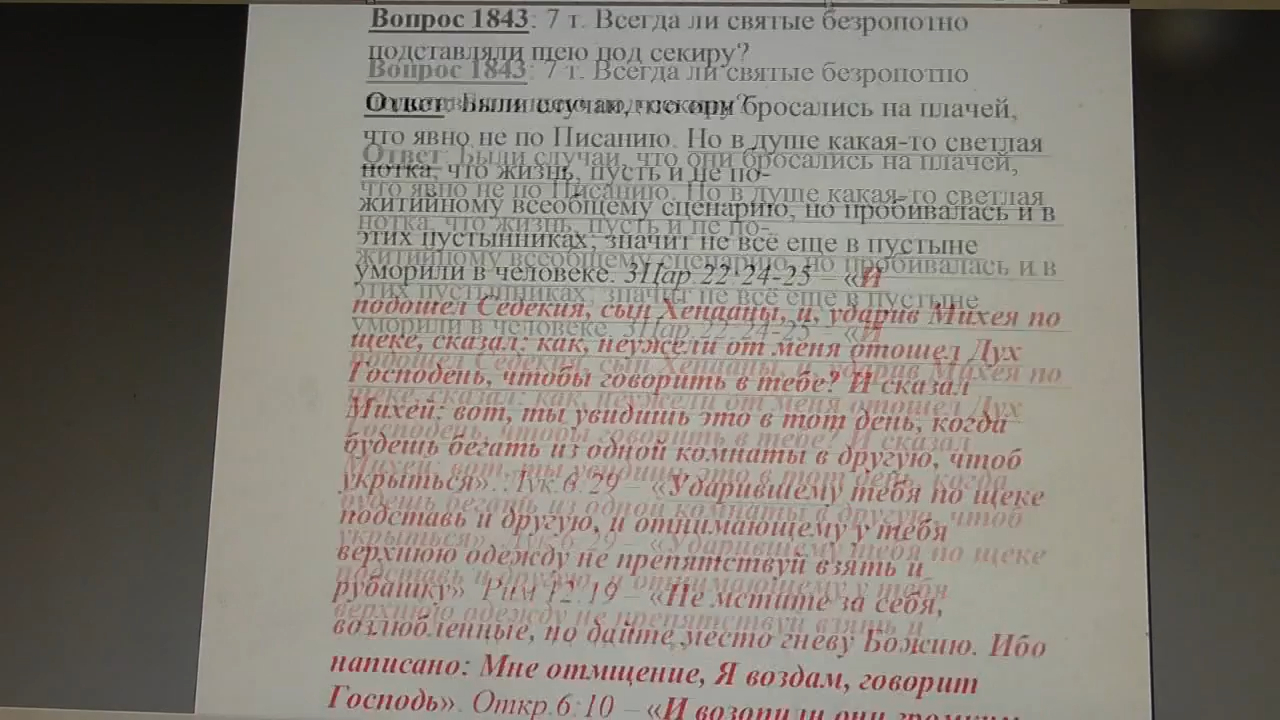 Вопрос 1843: 7 т. Всегда ли святые безропотно
подставляли шею под секиру?
Ответ: Были случаи, что они бросались на плачей,
что явно не по Писанию. Но в душе какая-то светлая
нотка, что жизнь, пусть и не по-
житийному всеобщему сценарию, но пробивалась и в
этих пустынниках, значит не всё еще в пустыне
уморили в человеке. 3Цар.22:24-25 – «И
подошел Седекия, сын Хенааны, и, ударив Михея по
щеке, сказал: как, неужели от меня отошел Дух
Господень, чтобы говорить в тебе? И сказал
Михей: вот, ты увидишь это в тот день, когда
будешь бегать из одной комнаты в другую, чтоб
укрыться». Лук.6:29 – «Ударившему тебя по щеке
подставь и другую, и отнимающему у тебя
верхнюю одежду не препятствуй взять и
рубашку» Рим.12:19 – «Не мстите за себя,
возлюбленные, но дайте место гневу Божию. Ибо
написано: Мне отмщение, Я воздам, говорит
Господь». Откр.6:10 – «И возопили они громким